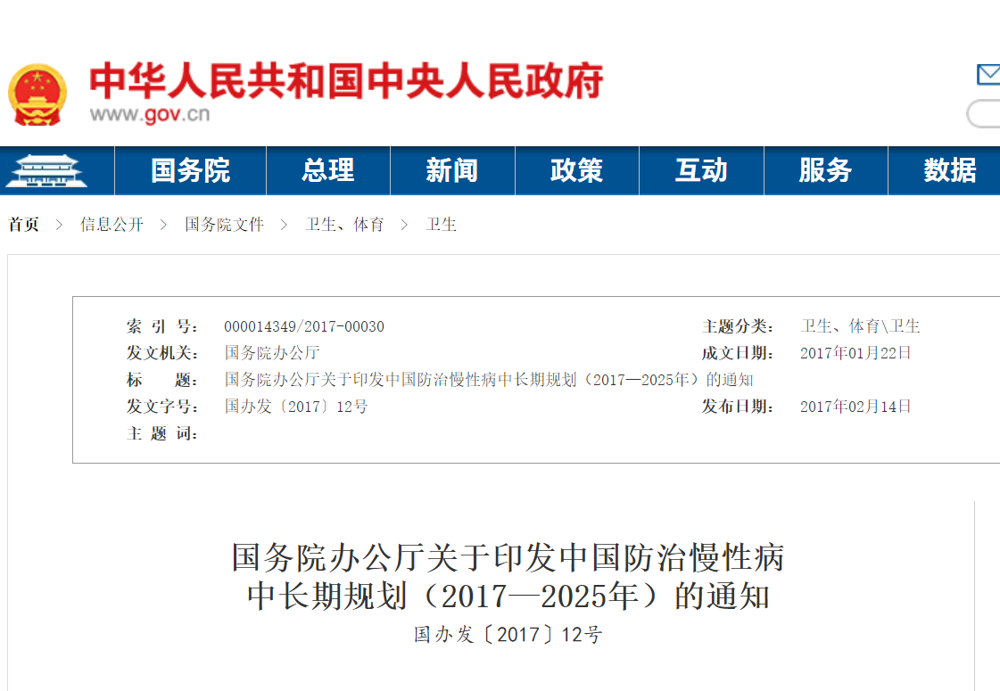 中华人民共和国中央人民政府
www.gov.cn
国务院 总理 新闻 政策 互动 服务 数据
首页 > 信息公开 > 国务院文件 > 卫生、体育 > 卫生
索 引 号: 000014349/2017-00030 主题分类: 卫生、体育\卫生
发文机关: 国务院办公厅 成文日期: 2017年01月22日
标 题: 国务院办公厅关于印发中国防治慢性病中长期规划（2017—2025年）的通知
发文字号: 国办发〔2017〕12号 发布日期: 2017年02月14日
主 题 词:
国务院办公厅关于印发中国防治慢性病
中长期规划（2017—2025年）的通知
国办发〔2017〕12号